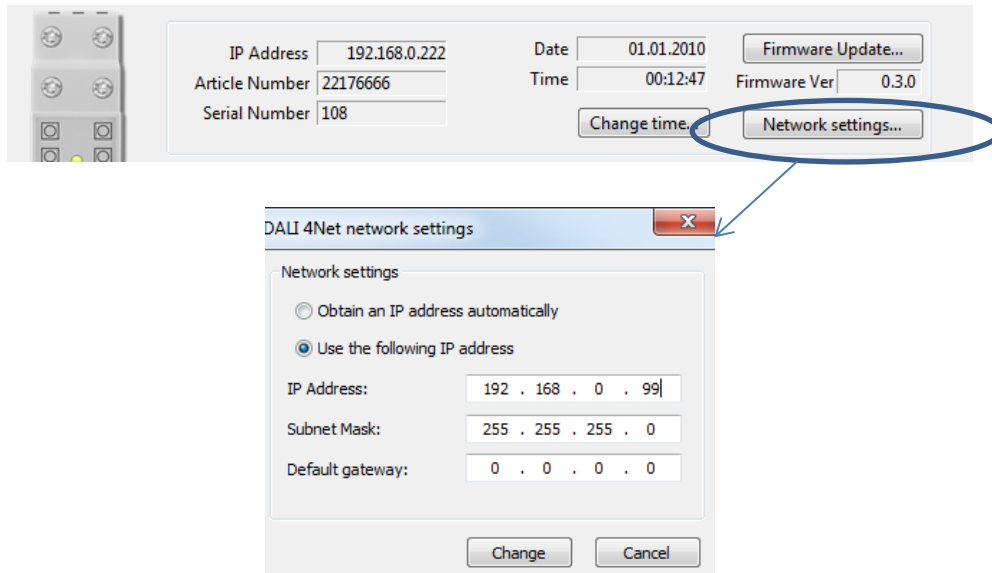 IP Address 192.168.0.222 Date 01.01.2010 Firmware Update...
Article Number 22176666 Time 00:12:47 Firmware Ver 0.3.0
Serial Number 108 Change time... Network settings...
DALI 4Net network settings
Network settings
Obtain an IP address automatically
Use the following IP address
IP Address: 192 . 168 . 0 . 99
Subnet Mask: 255 . 255 . 255 . 0
Default gateway: 0 . 0 . 0 . 0
Change Cancel